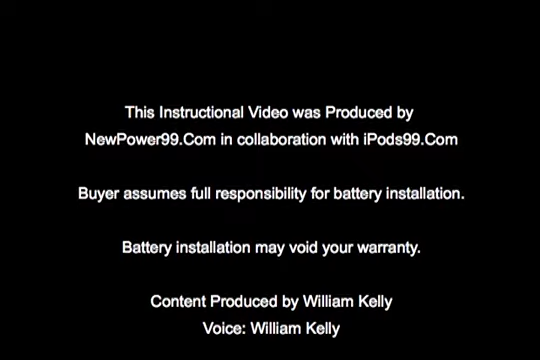 This Instructional Video was Produced by
NewPower99.Com in collaboration with iPods99.Com
Buyer assumes full responsibility for battery installation.
Battery installation may void your warranty.
Content Produced by William Kelly
Voice: William Kelly